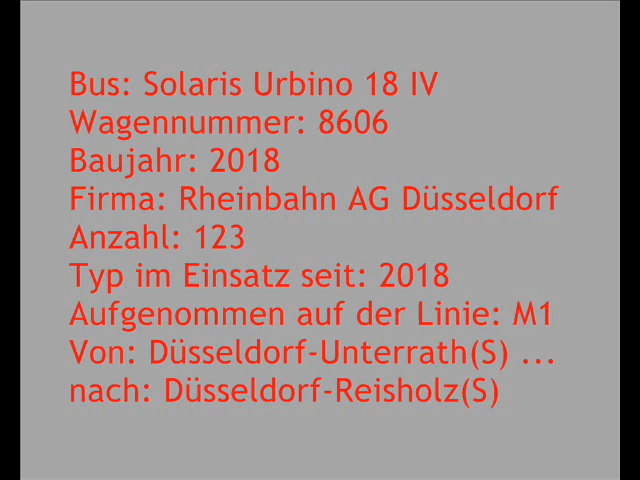 Bus: Solaris Urbino 18 IV
Wagennummer: 8606
Baujahr: 2018
Firma: Rheinbahn AG Düsseldorf
Anzahl: 123
Typ im Einsatz seit: 2018
Aufgenommen auf der Linie: M1
Von: Düsseldorf-Unterrath(S) ...
nach: Düsseldorf-Reisholz(S)